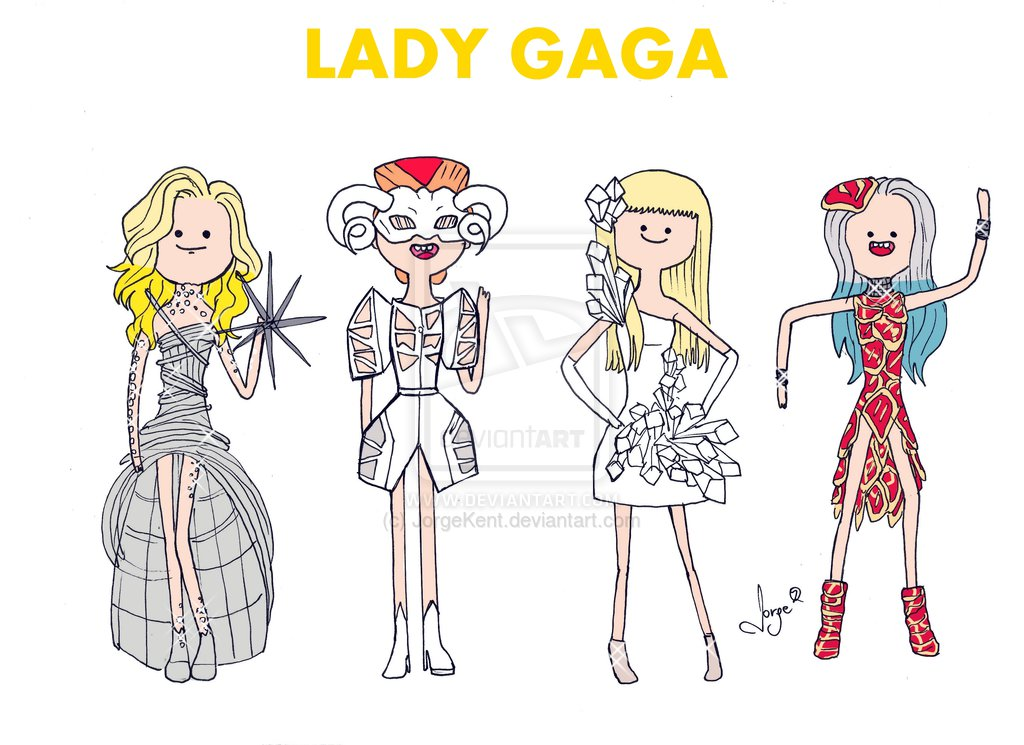 LADY GAGA
deviantART
WWW.DEVIANTART.COM
(c) JorgeKent.deviantart.com
Jorge